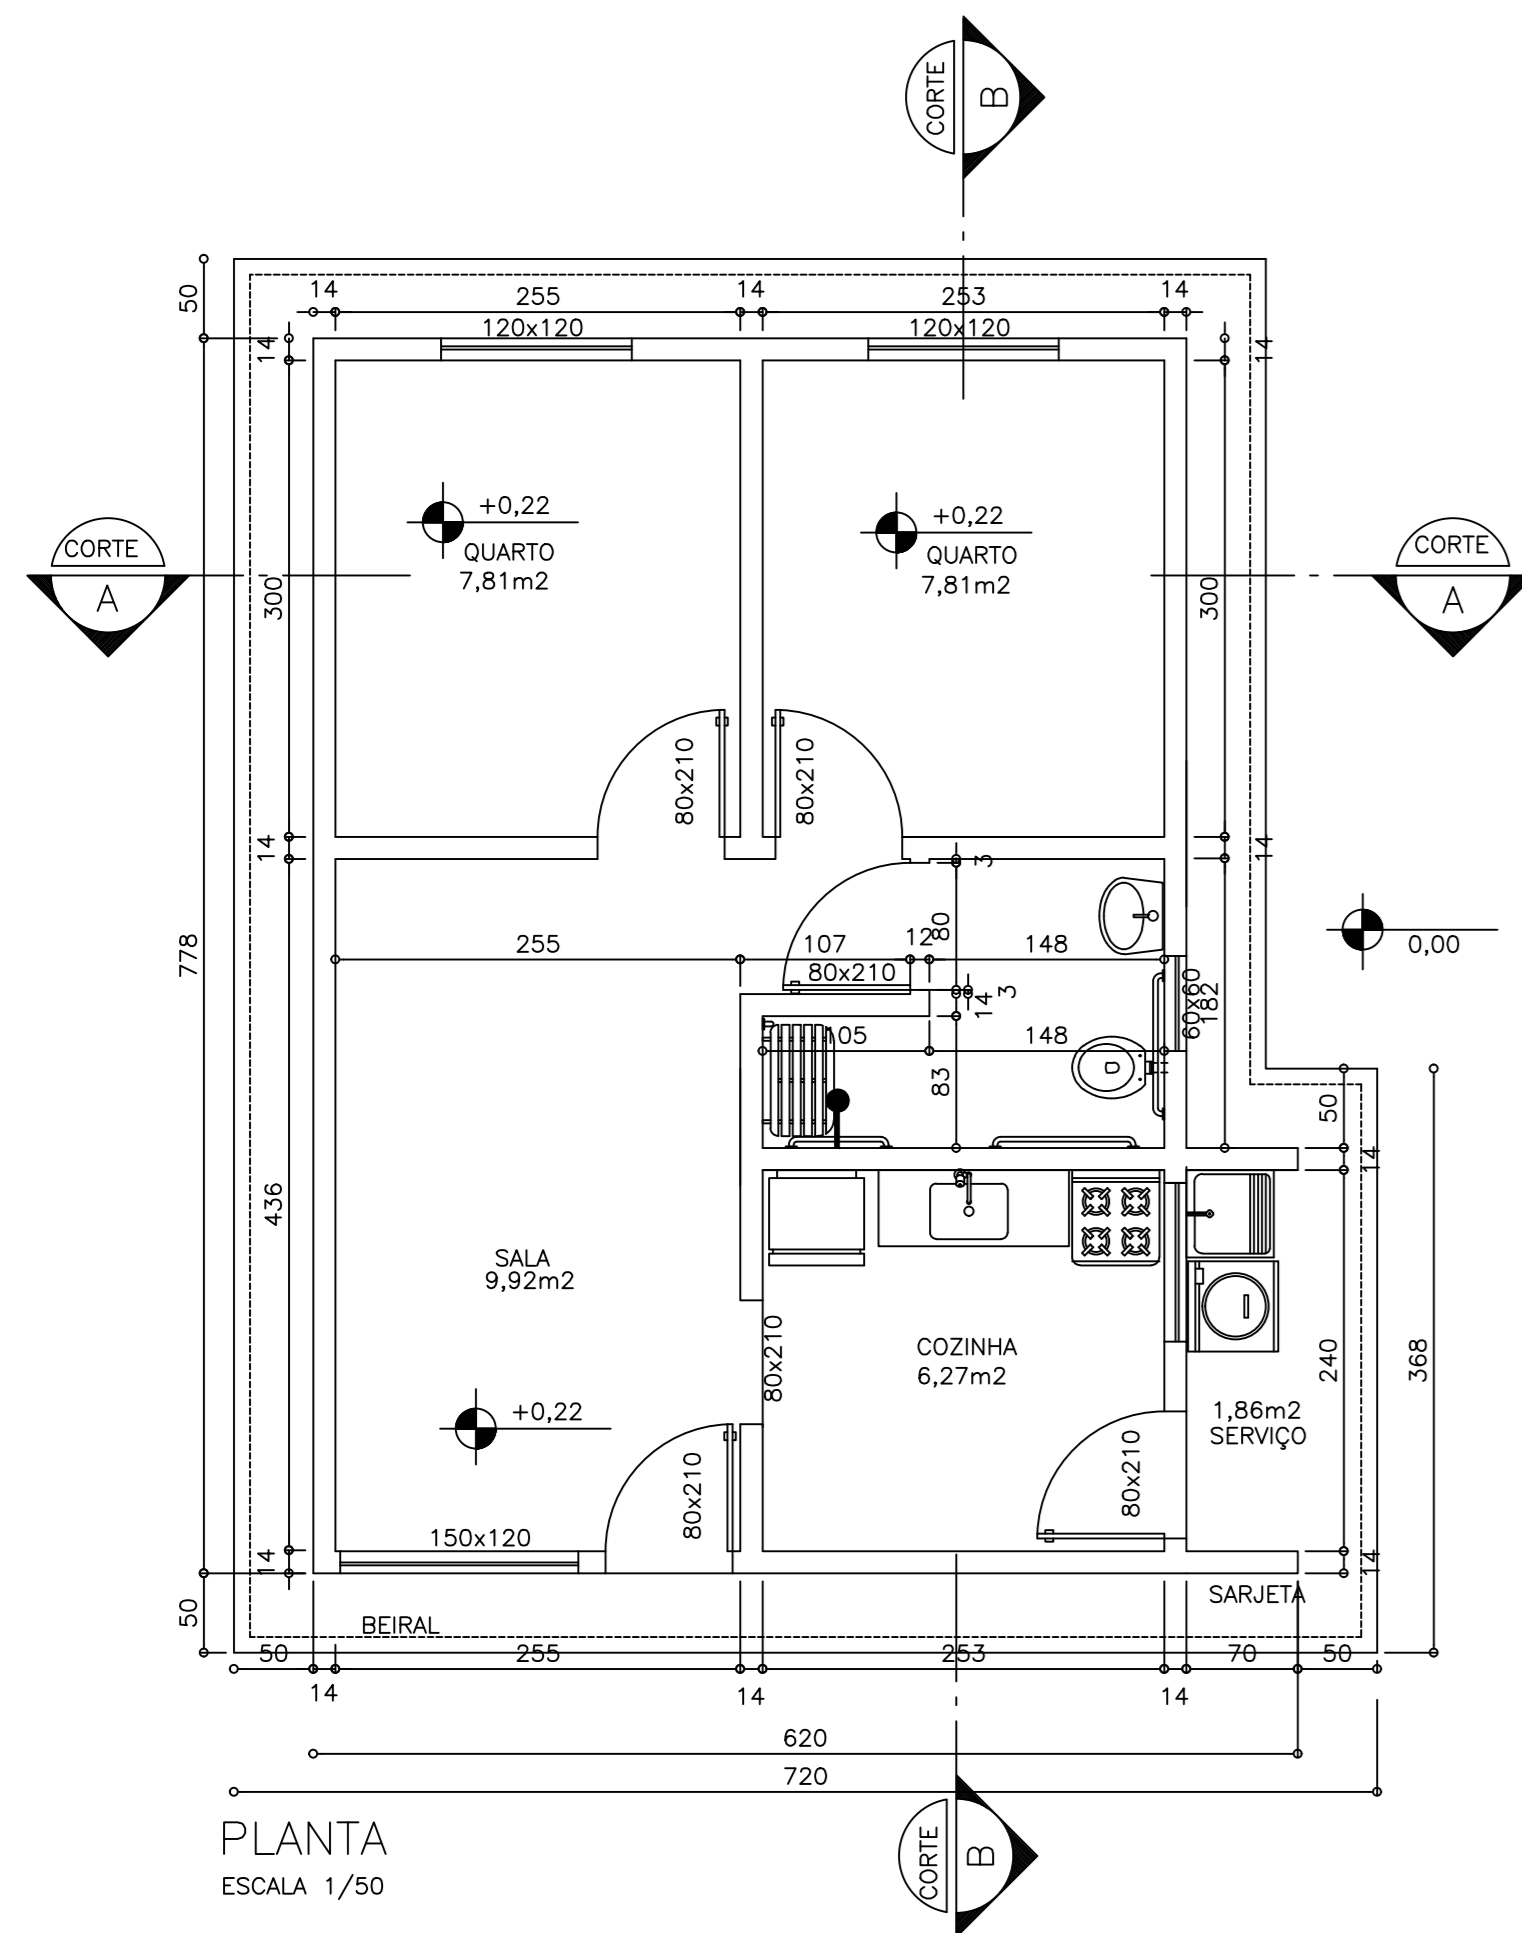 CORTE
B
50
14
255
14
253
14
120x120
120x120
14
14
+0,22
QUARTO
7,81m2
+0,22
QUARTO
7,81m2
CORTE
A
CORTE
A
300
300
80x210
80x210
14
14
3
778
255
107
12
80
148
0,00
80x210
3
14
60x60
182
105
148
83
50
14
436
SALA
9,92m2
80x210
COZINHA
6,27m2
240
368
+0,22
1,86m2
SERVIÇO
80x210
80x210
150x120
14
14
SARJETA
50
BEIRAL
50
255
253
70
50
14
14
14
620
720
PLANTA
ESCALA 1/50
CORTE
B